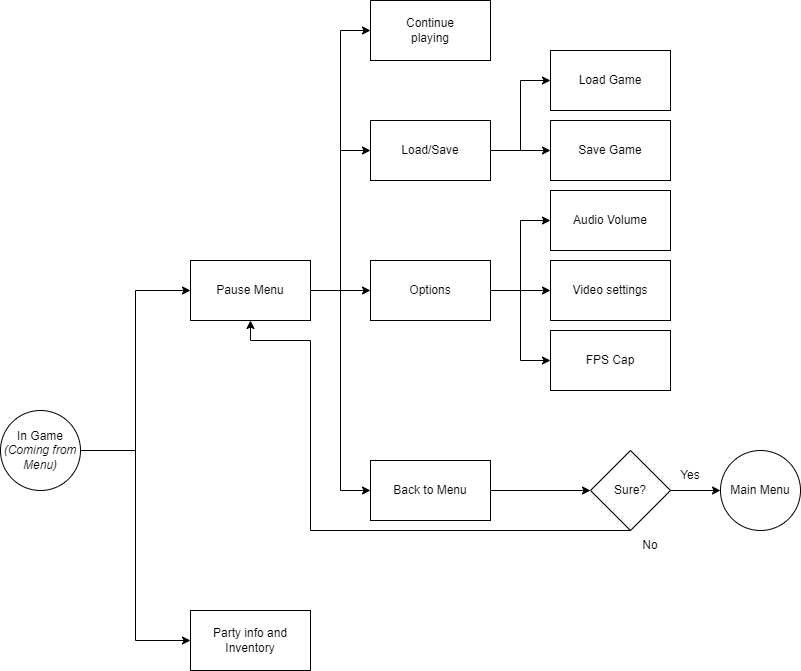 Continue
playing
Load Game
Load/Save
Save Game
Audio Volume
Pause Menu
Options
Video settings
FPS Cap
In Game
(Coming from
Menu)
Back to Menu
Sure?
Yes
Main Menu
No
Party info and
Inventory